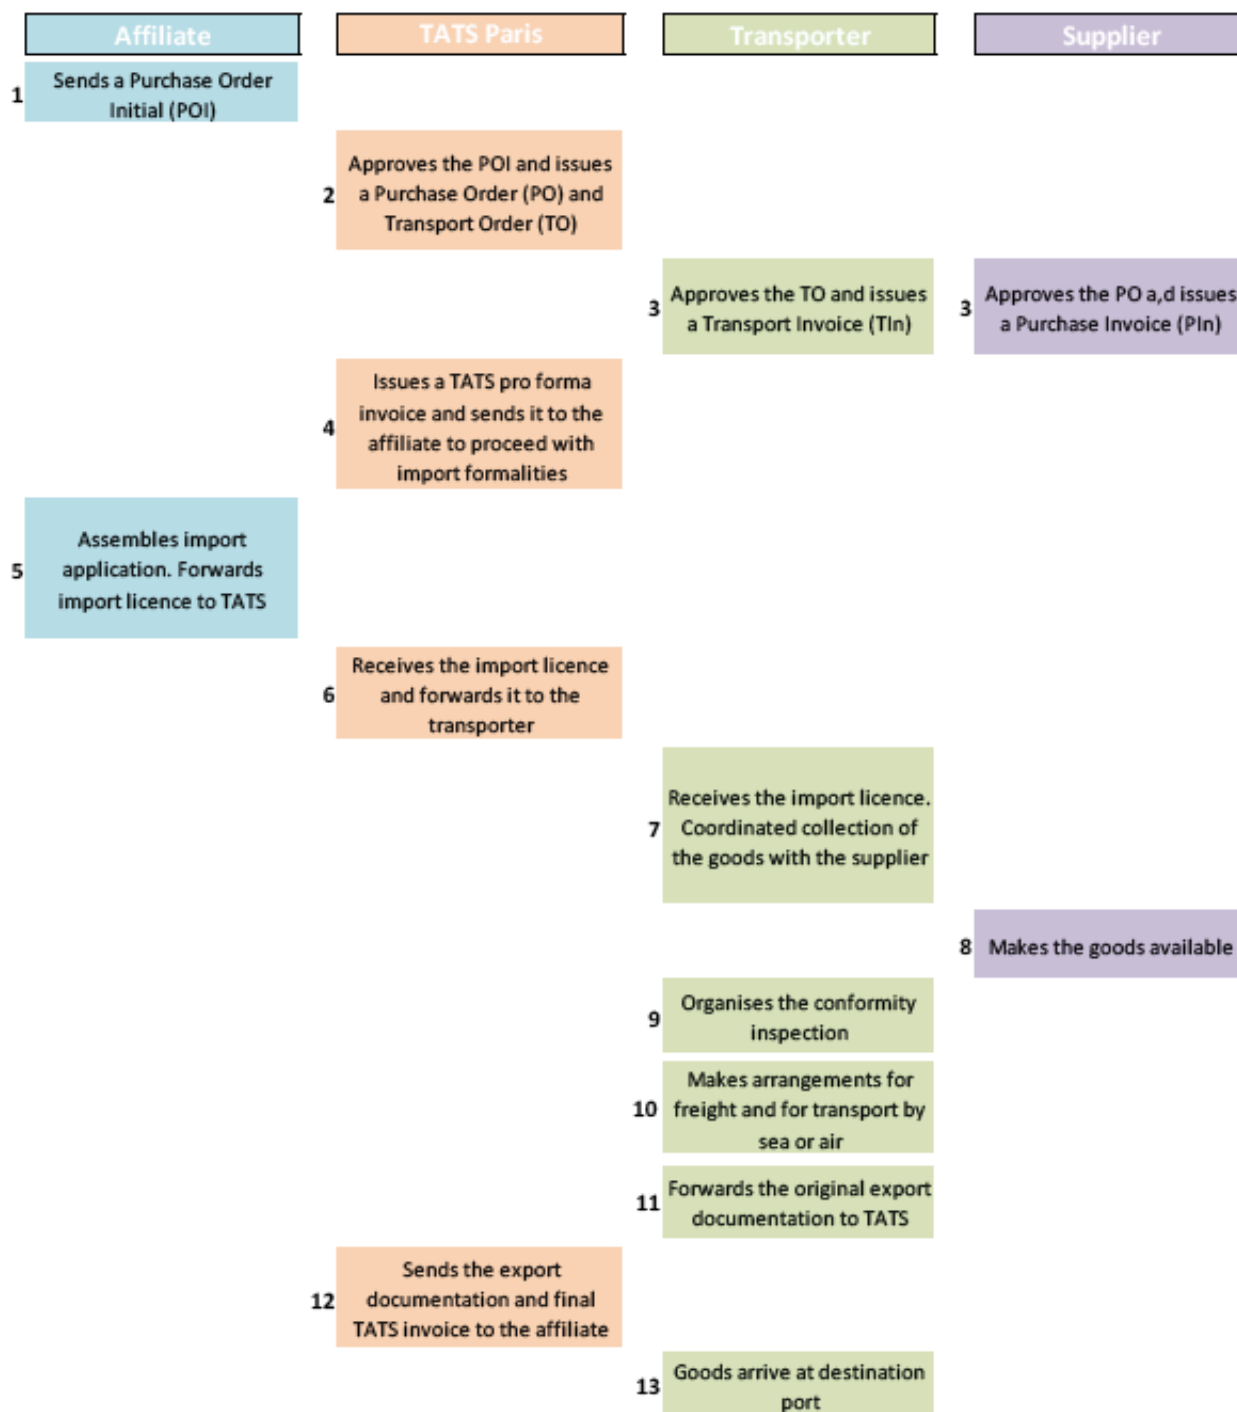 Affiliate
TATS Paris
Transporter
Supplier
1
Sends a Purchase Order
Initial (POI)
2
Approves the POI and issues
a Purchase Order (PO) and
Transport Order (TO)
3
Approves the TO and issues
a Transport Invoice (TIn)
3
Approves the PO a,d issues
a Purchase Invoice (PIn)
4
Issues a TATS pro forma
invoice and sends it to the
affiliate to proceed with
import formalities
5
Assembles import
application. Forwards
import licence to TATS
6
Receives the import licence
and forwards it to the
transporter
7
Receives the import licence.
Coordinated collection of
the goods with the supplier
8
Makes the goods available
9
Organises the conformity
inspection
10
Makes arrangements for
freight and for transport by
sea or air
11
Forwards the original export
documentation to TATS
12
Sends the export
documentation and final
TATS invoice to the affiliate
13
Goods arrive at destination
port